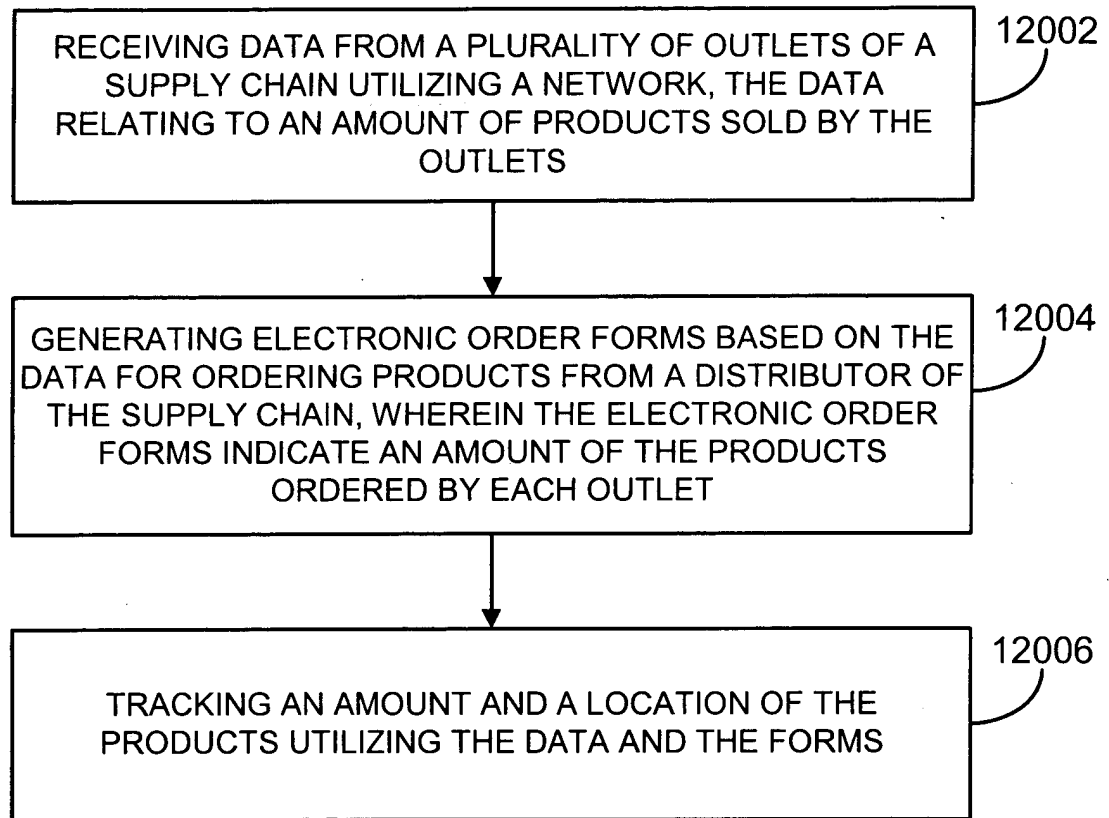 RECEIVING DATA FROM A PLURALITY OF OUTLETS OF A
SUPPLY CHAIN UTILIZING A NETWORK, THE DATA
RELATING TO AN AMOUNT OF PRODUCTS SOLD BY THE
OUTLETS
12002
GENERATING ELECTRONIC ORDER FORMS BASED ON THE
DATA FOR ORDERING PRODUCTS FROM A DISTRIBUTOR OF
THE SUPPLY CHAIN, WHEREIN THE ELECTRONIC ORDER
FORMS INDICATE AN AMOUNT OF THE PRODUCTS
ORDERED BY EACH OUTLET
12004
TRACKING AN AMOUNT AND A LOCATION OF THE
PRODUCTS UTILIZING THE DATA AND THE FORMS
12006